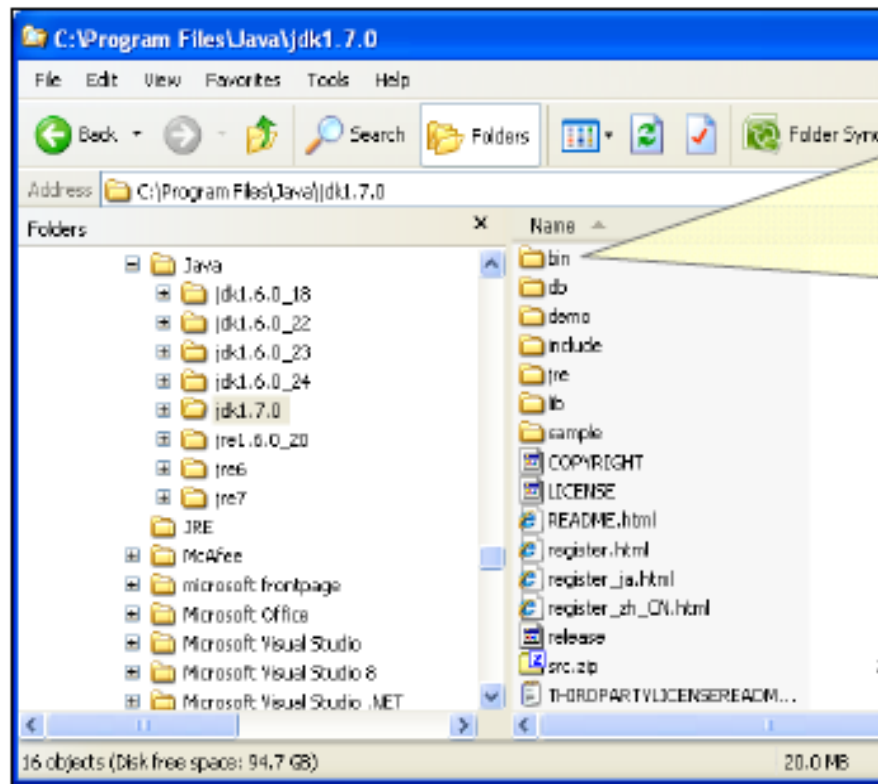 C:\Program Files\Java\jdk1.7.0
File Edit View Favorites Tools Help
Back Search Folders Folder Sync
Address C:\Program Files\Java\jdk1.7.0
Folders x Name
Java
jdk1.6.0_18
jdk1.6.0_22
jdk1.6.0_23
jdk1.6.0_24
jdk1.7.0
jre1.6.0_20
jre6
jre7
JRE
McAfee
microsoft frontpage
Microsoft Office
Microsoft Visual Studio
Microsoft Visual Studio 8
Microsoft Visual Studio .NET
bin
db
demo
include
jre
lib
sample
COPYRIGHT
LICENSE
README.html
register.html
register_ja.html
register_zh_CN.html
release
src.zip
THIRDPARTYLICENSEREADM...
16 objects (Disk free space: 94.7 GB) 20.0 MB